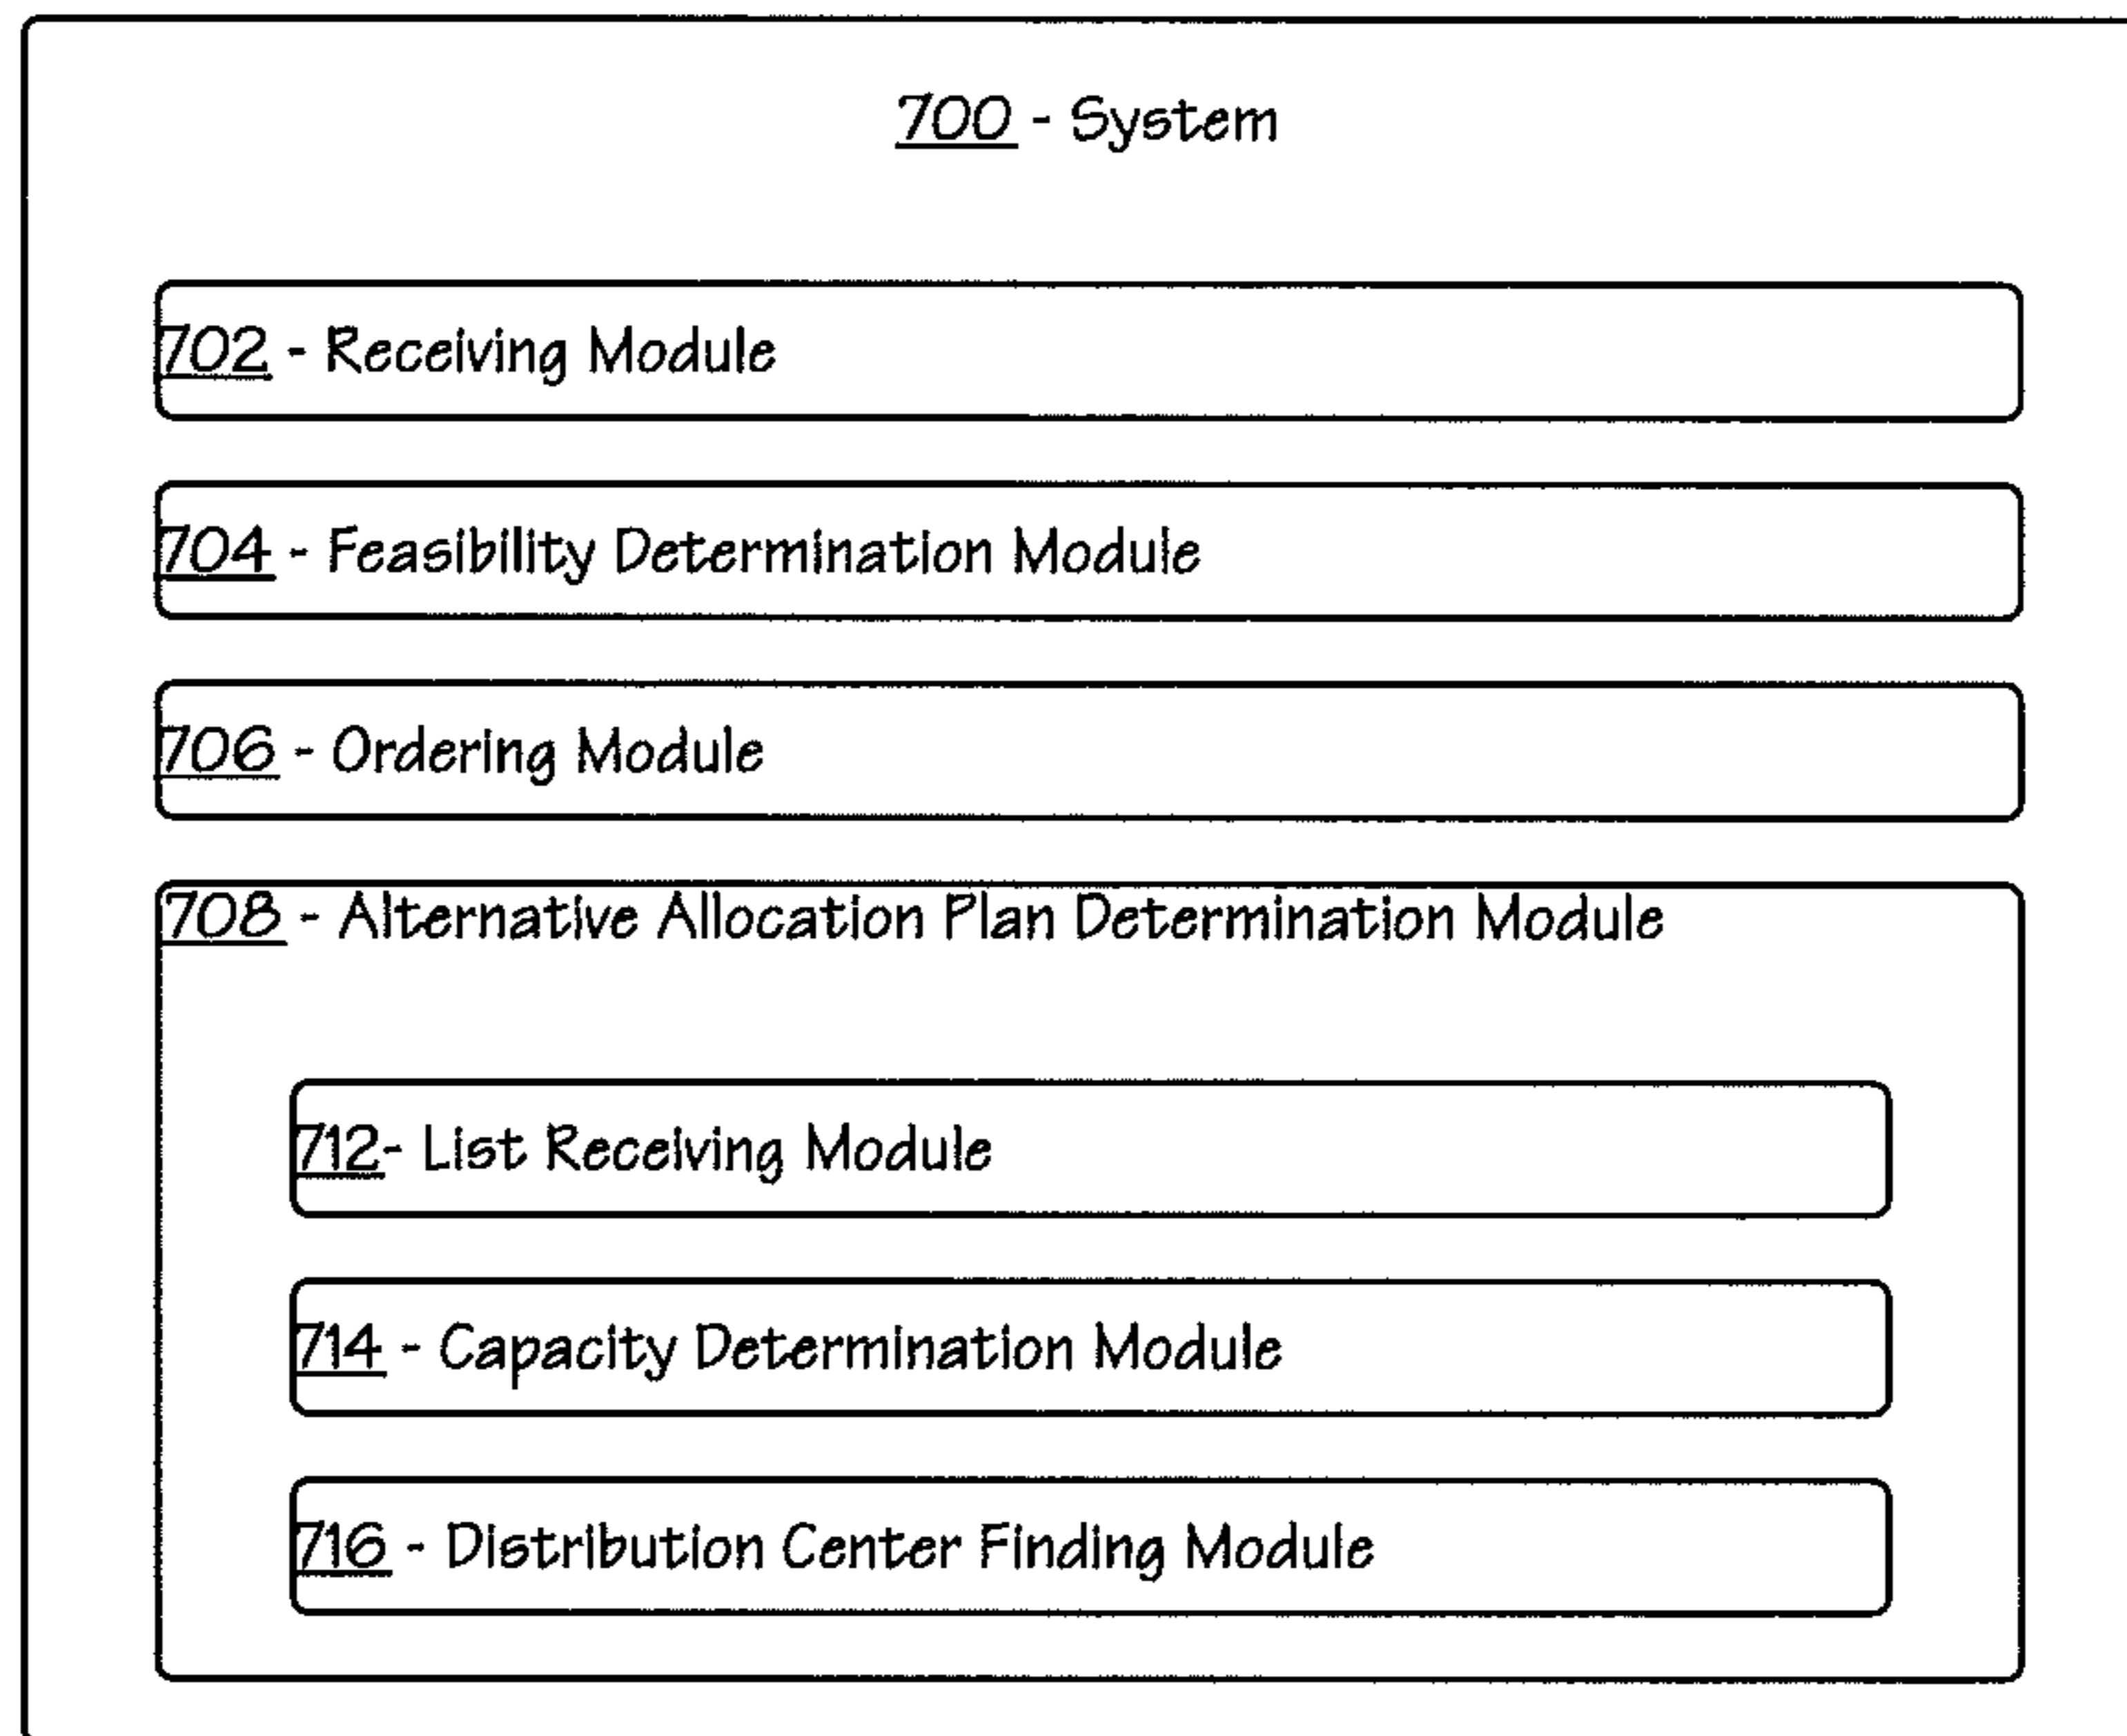 700 - System
702 - Receiving Module
704 - Feasibility Determination Module
706 - Ordering Module
708 - Alternative Allocation Plan Determination Module
712- List Receiving Module
714 - Capacity Determination Module
716 - Distribution Center Finding Module